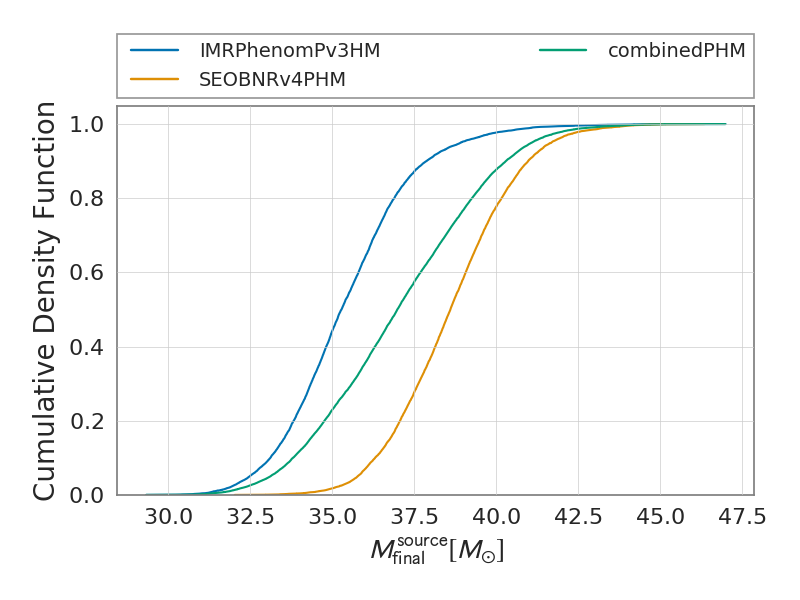 IMRPhenomPv3HM
SEOBNRv4PHM
combinedPHM
Cumulative Density Function
1.0
0.8
0.6
0.4
0.2
0.0
30.0 32.5 35.0 37.5 40.0 42.5 45.0 47.5
M_final^source [M_⊙]